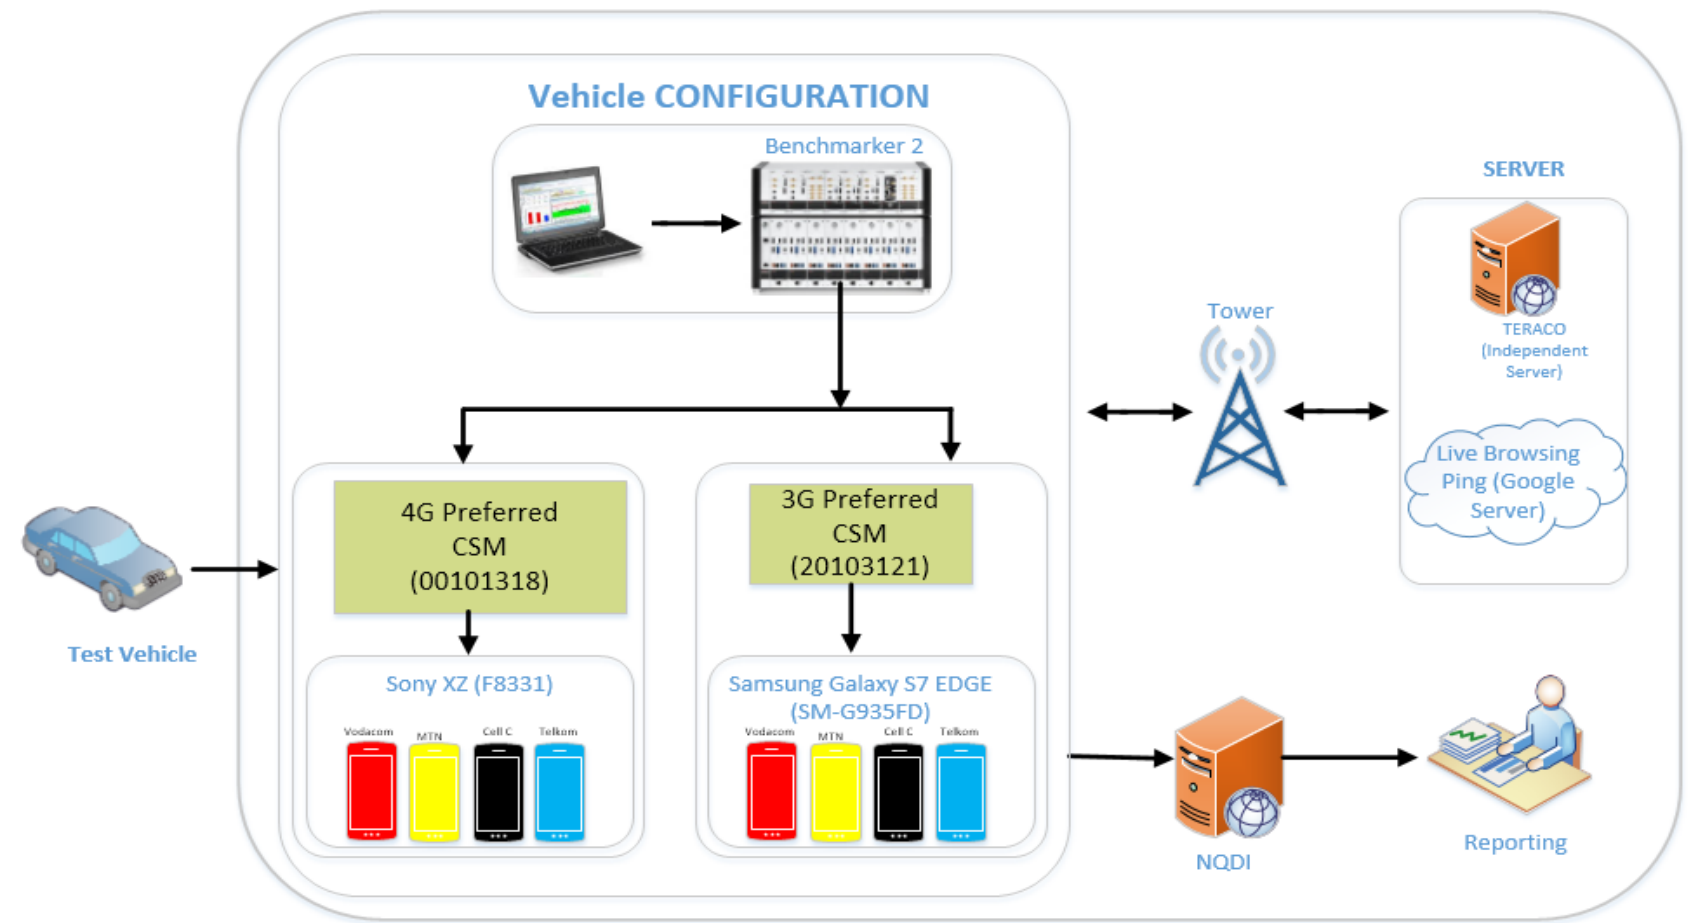 Vehicle CONFIGURATION
Benchmarker 2
SERVER
TERACO
(Independent
Server)
Tower
Live Browsing
Ping (Google
Server)
4G Preferred
CSM
(00101318)
3G Preferred
CSM
(20103121)
Test Vehicle
Sony XZ (F8331)
Vodacom
MTN
Cell C
Telkom
Samsung Galaxy S7 EDGE
(SM-G935FD)
Vodacom
MTN
Cell C
Telkom
NQDI
Reporting